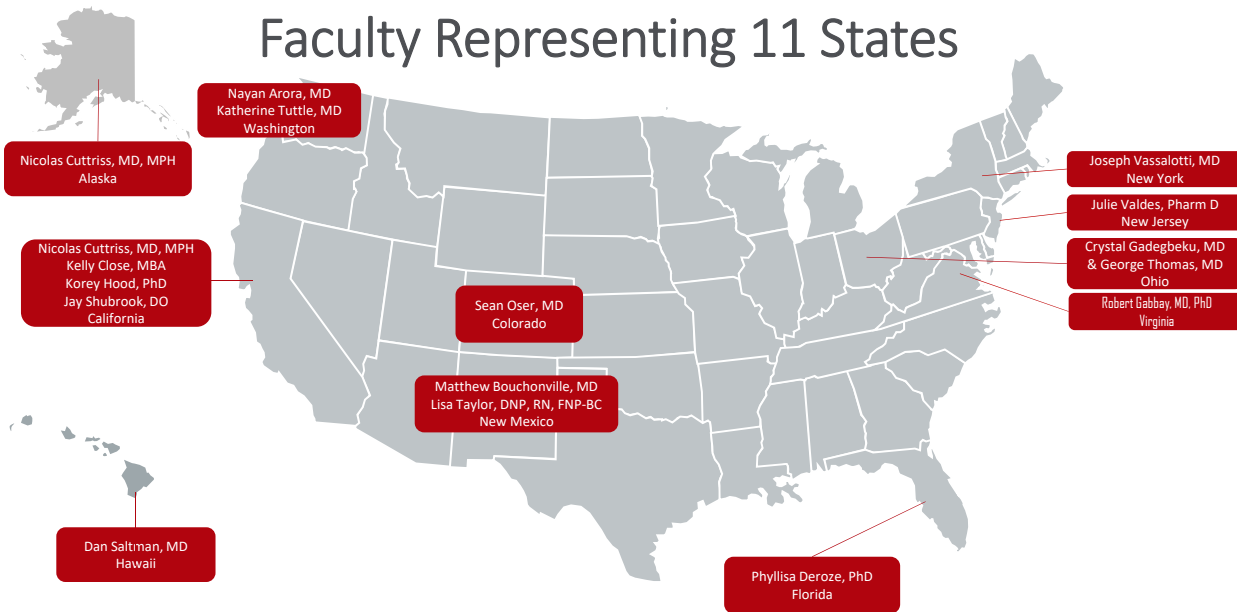 Faculty Representing 11 States
Nayan Arora, MD
Katherine Tuttle, MD
Washington
Nicolas Cuttriss, MD, MPH
Alaska
Joseph Vassalotti, MD
New York
Julie Valdes, Pharm D
New Jersey
Nicolas Cuttriss, MD, MPH
Kelly Close, MBA
Korey Hood, PhD
Jay Shubrook, DO
California
Crystal Gadegbeku, MD
& George Thomas, MD
Ohio
Robert Gabbay, MD, PhD
Virginia
Sean Oser, MD
Colorado
Matthew Bouchonville, MD
Lisa Taylor, DNP, RN, FNP-BC
New Mexico
Dan Saltman, MD
Hawaii
Phyllisa Deroze, PhD
Florida